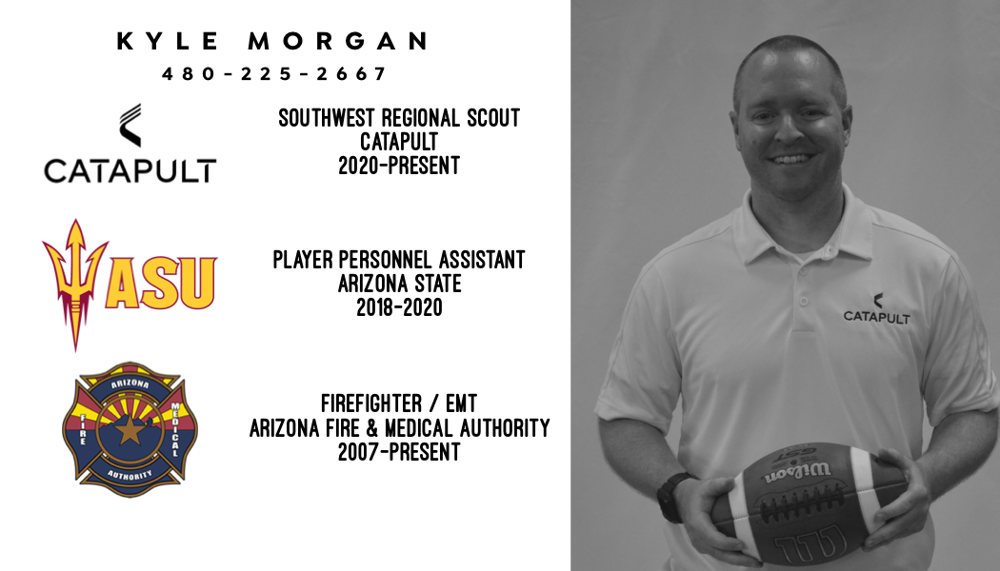 KYLE MORGAN
480-225-2667
CATAPULT
SOUTHWEST REGIONAL SCOUT
CATAPULT
2020-PRESENT
ASU
PLAYER PERSONNEL ASSISTANT
ARIZONA STATE
2018-2020
ARIZONA
FIRE
MEDICAL
AUTHORITY
FIREFIGHTER / EMT
ARIZONA FIRE & MEDICAL AUTHORITY
2007-PRESENT
CATAPULT
Wilson
GST